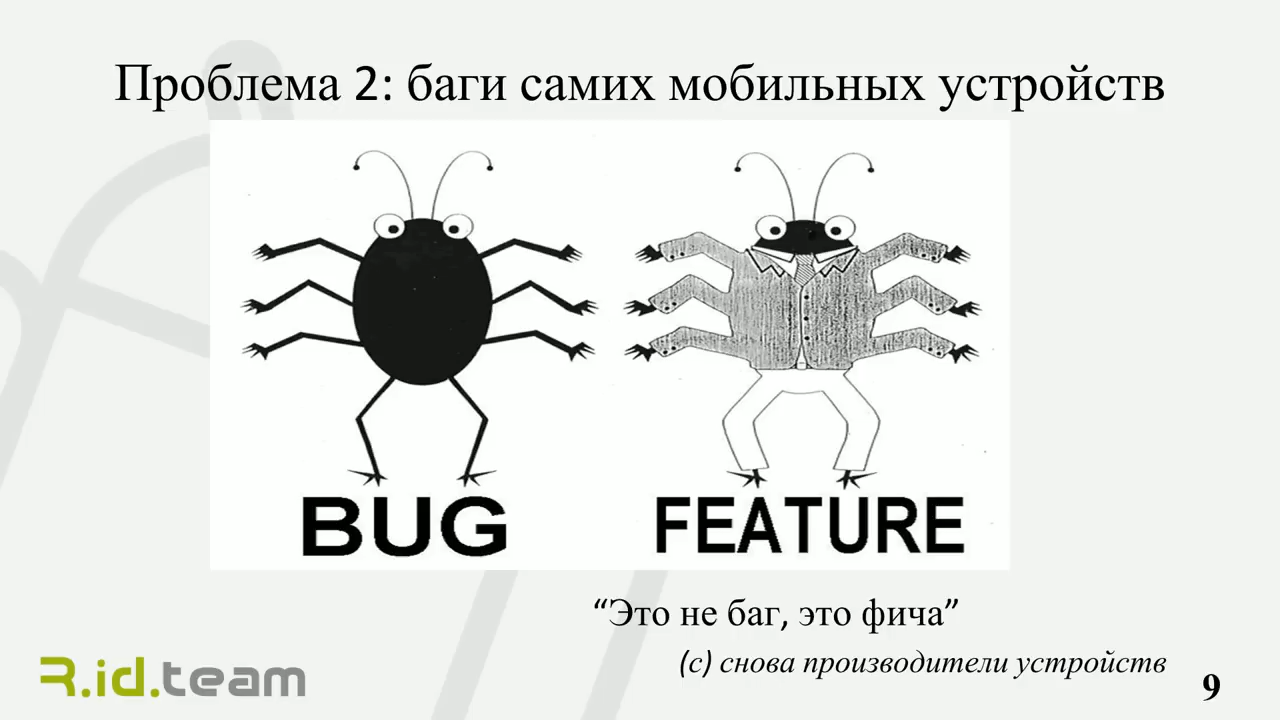 Проблема 2: баги самих мобильных устройств
BUG
FEATURE
“Это не баг, это фича”
(с) снова производители устройств
R.id.team
9